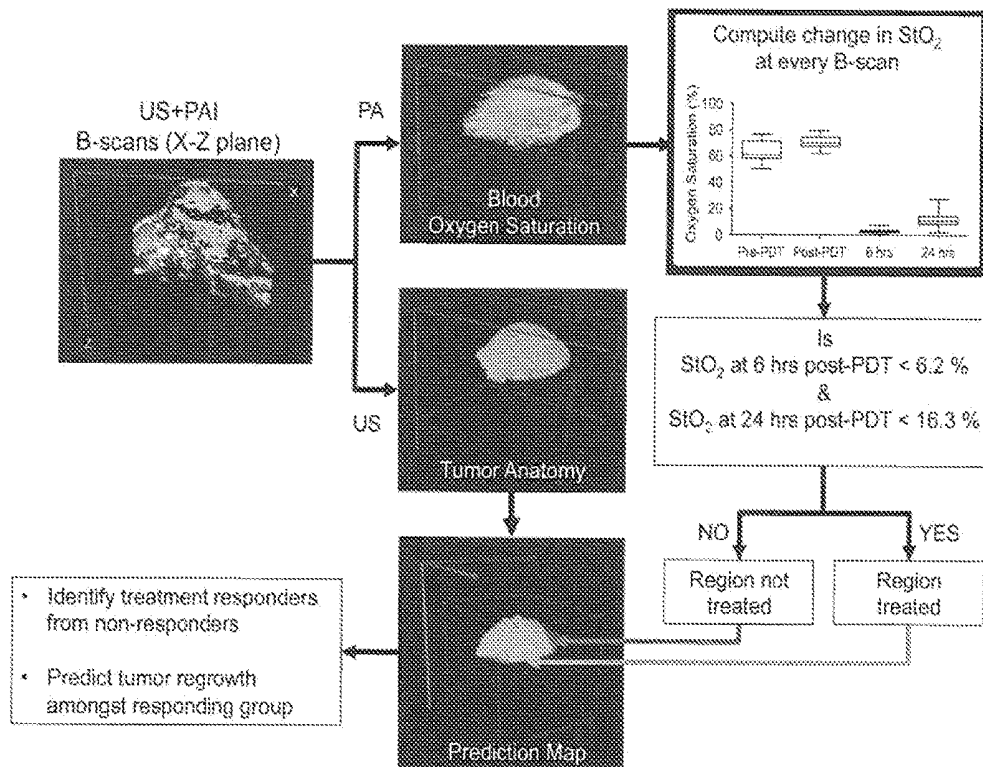 US+PAI
B-scans (X-Z plane)
X
Z
PA
US
Blood
Oxygen Saturation
Compute change in StO2
at every B-scan
Oxygen Saturation (%)
100
80
60
40
20
0
Pre-PDT Post-PDT 6 hrs 24 hrs
Tumor Anatomy
Is
StO2 at 6 hrs post-PDT < 6.2 %
&
StO2 at 24 hrs post-PDT < 16.3 %
NO
YES
Region not
treated
Region
treated
• Identify treatment responders
from non-responders
• Predict tumor regrowth
amongst responding group
Prediction Map